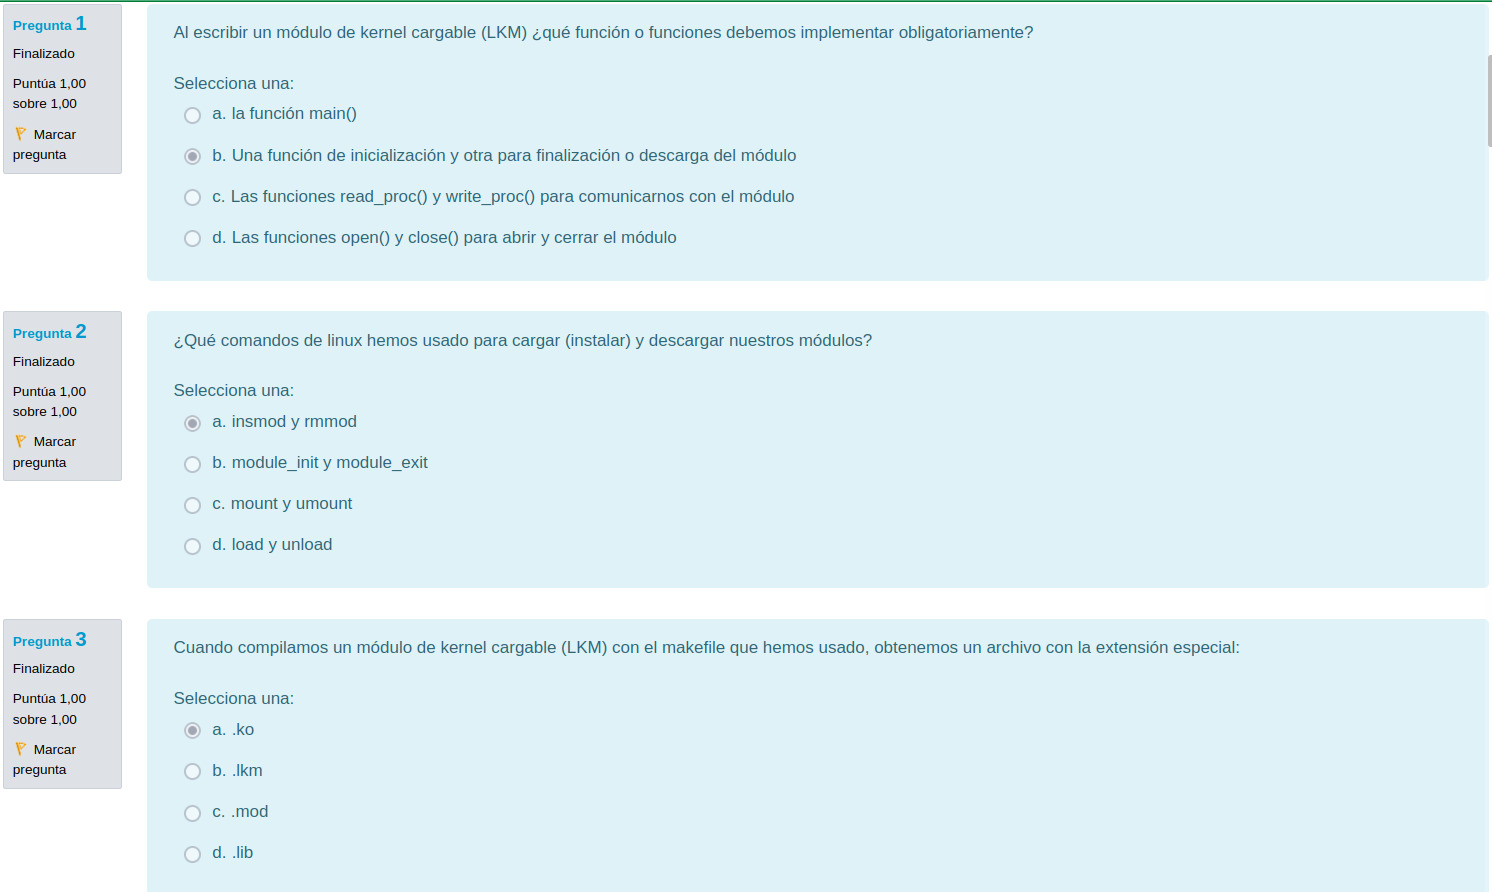 Pregunta 1
Finalizado
Puntúa 1,00
sobre 1,00
Marcar
pregunta
Al escribir un módulo de kernel cargable (LKM) ¿qué función o funciones debemos implementar obligatoriamente?
Selecciona una:
a. la función main()
b. Una función de inicialización y otra para finalización o descarga del módulo
c. Las funciones read_proc() y write_proc() para comunicarnos con el módulo
d. Las funciones open() y close() para abrir y cerrar el módulo
Pregunta 2
Finalizado
Puntúa 1,00
sobre 1,00
Marcar
pregunta
¿Qué comandos de linux hemos usado para cargar (instalar) y descargar nuestros módulos?
Selecciona una:
a. insmod y rmmod
b. module_init y module_exit
c. mount y umount
d. load y unload
Pregunta 3
Finalizado
Puntúa 1,00
sobre 1,00
Marcar
pregunta
Cuando compilamos un módulo de kernel cargable (LKM) con el makefile que hemos usado, obtenemos un archivo con la extensión especial:
Selecciona una:
a. .ko
b. .lkm
c. .mod
d. .lib